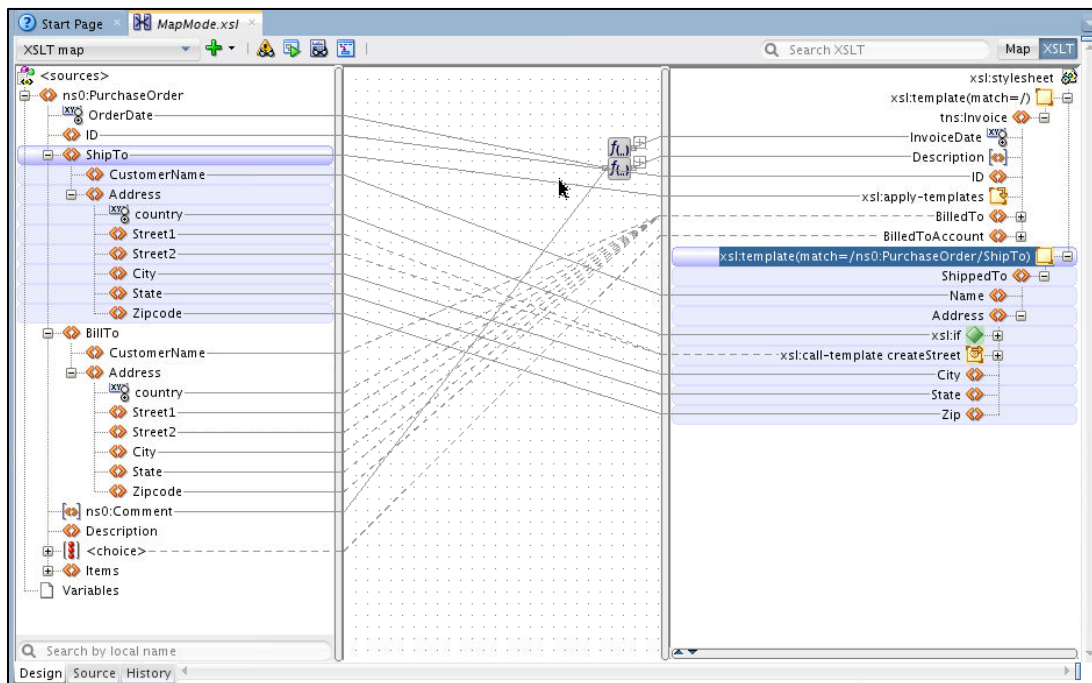 Start Page MapMode.xsl
XSLT map Search XSLT Map XSLT
<sources>
ns0:PurchaseOrder
OrderDate
ID
ShipTo
CustomerName
Address
country
Street1
Street2
City
State
Zipcode
BillTo
CustomerName
Address
country
Street1
Street2
City
State
Zipcode
ns0:Comment
Description
<choice>
Items
Variables
Search by local name
f(..)
f(..)
xsl:stylesheet
xsl:template(match=/)
tns:Invoice
InvoiceDate
Description
ID
xsl:apply-templates
BilledTo
BilledToAccount
xsl:template(match=/ns0:PurchaseOrder/ShipTo)
ShippedTo
Name
Address
xsl:if
xsl:call-template createStreet
City
State
Zip
Design Source History